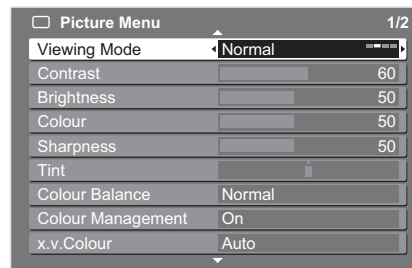 Picture Menu 1/2
Viewing Mode Normal
Contrast 60
Brightness 50
Colour 50
Sharpness 50
Tint
Colour Balance Normal
Colour Management On
x.v.Colour Auto